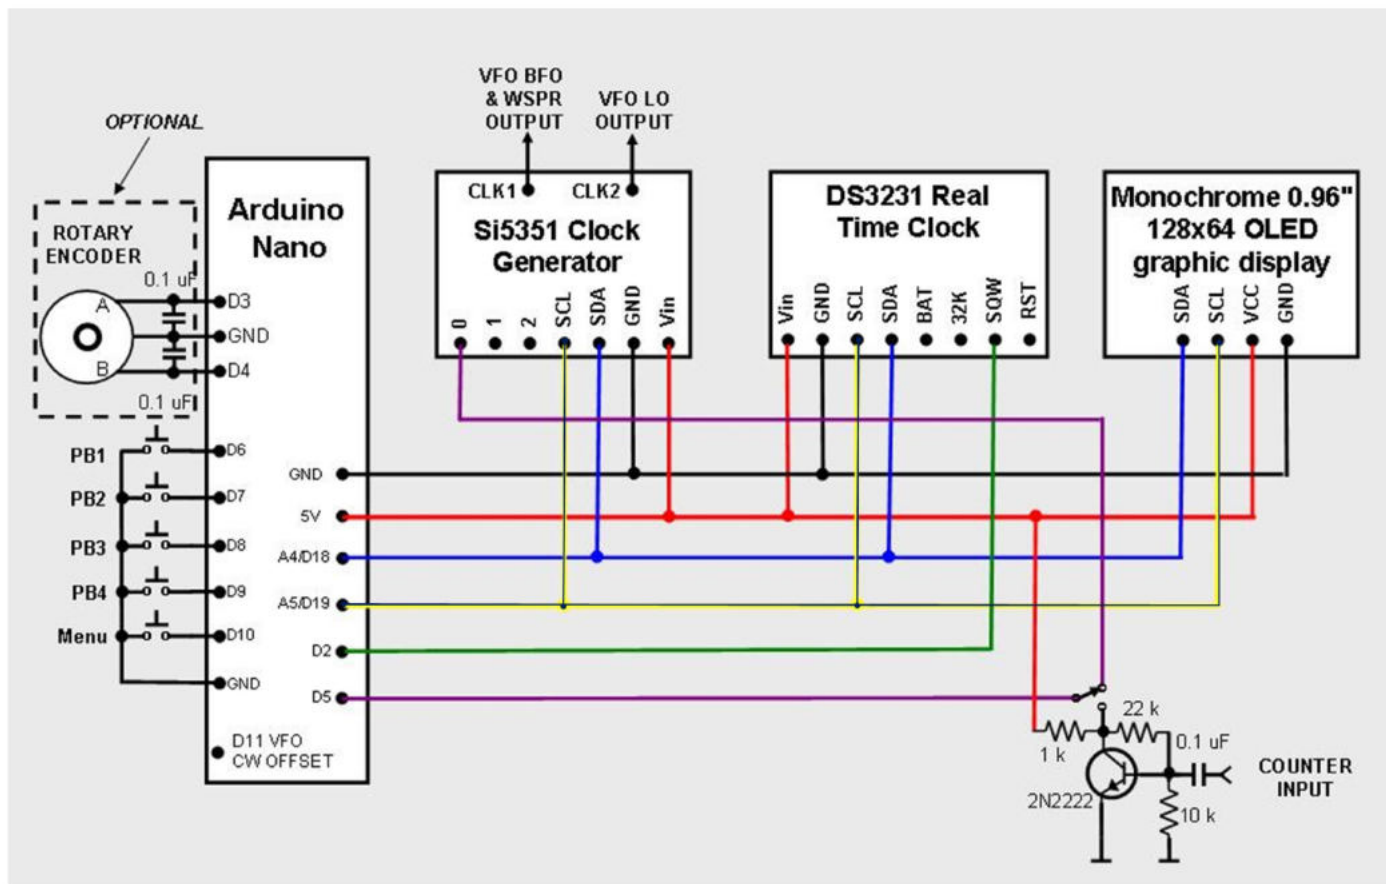 VFO BFO
& WSPR
OUTPUT
VFO LO
OUTPUT
OPTIONAL
ROTARY
ENCODER
0.1 uF
A
B
0.1 uF
Arduino
Nano
D3
GND
D4
PB1
D6
PB2
D7
PB3
D8
PB4
D9
Menu
D10
GND
D11 VFO
CW OFFSET
GND
5V
A4/D18
A5/D19
D2
D5
CLK1
CLK2
Si5351 Clock
Generator
0
1
2
SCL
SDA
GND
Vin
DS3231 Real
Time Clock
Vin
GND
SCL
SDA
BAT
32K
SQW
RST
Monochrome 0.96"
128x64 OLED
graphic display
SDA
SCL
VCC
GND
22 k
1 k
0.1 uF
2N2222
10 k
COUNTER
INPUT